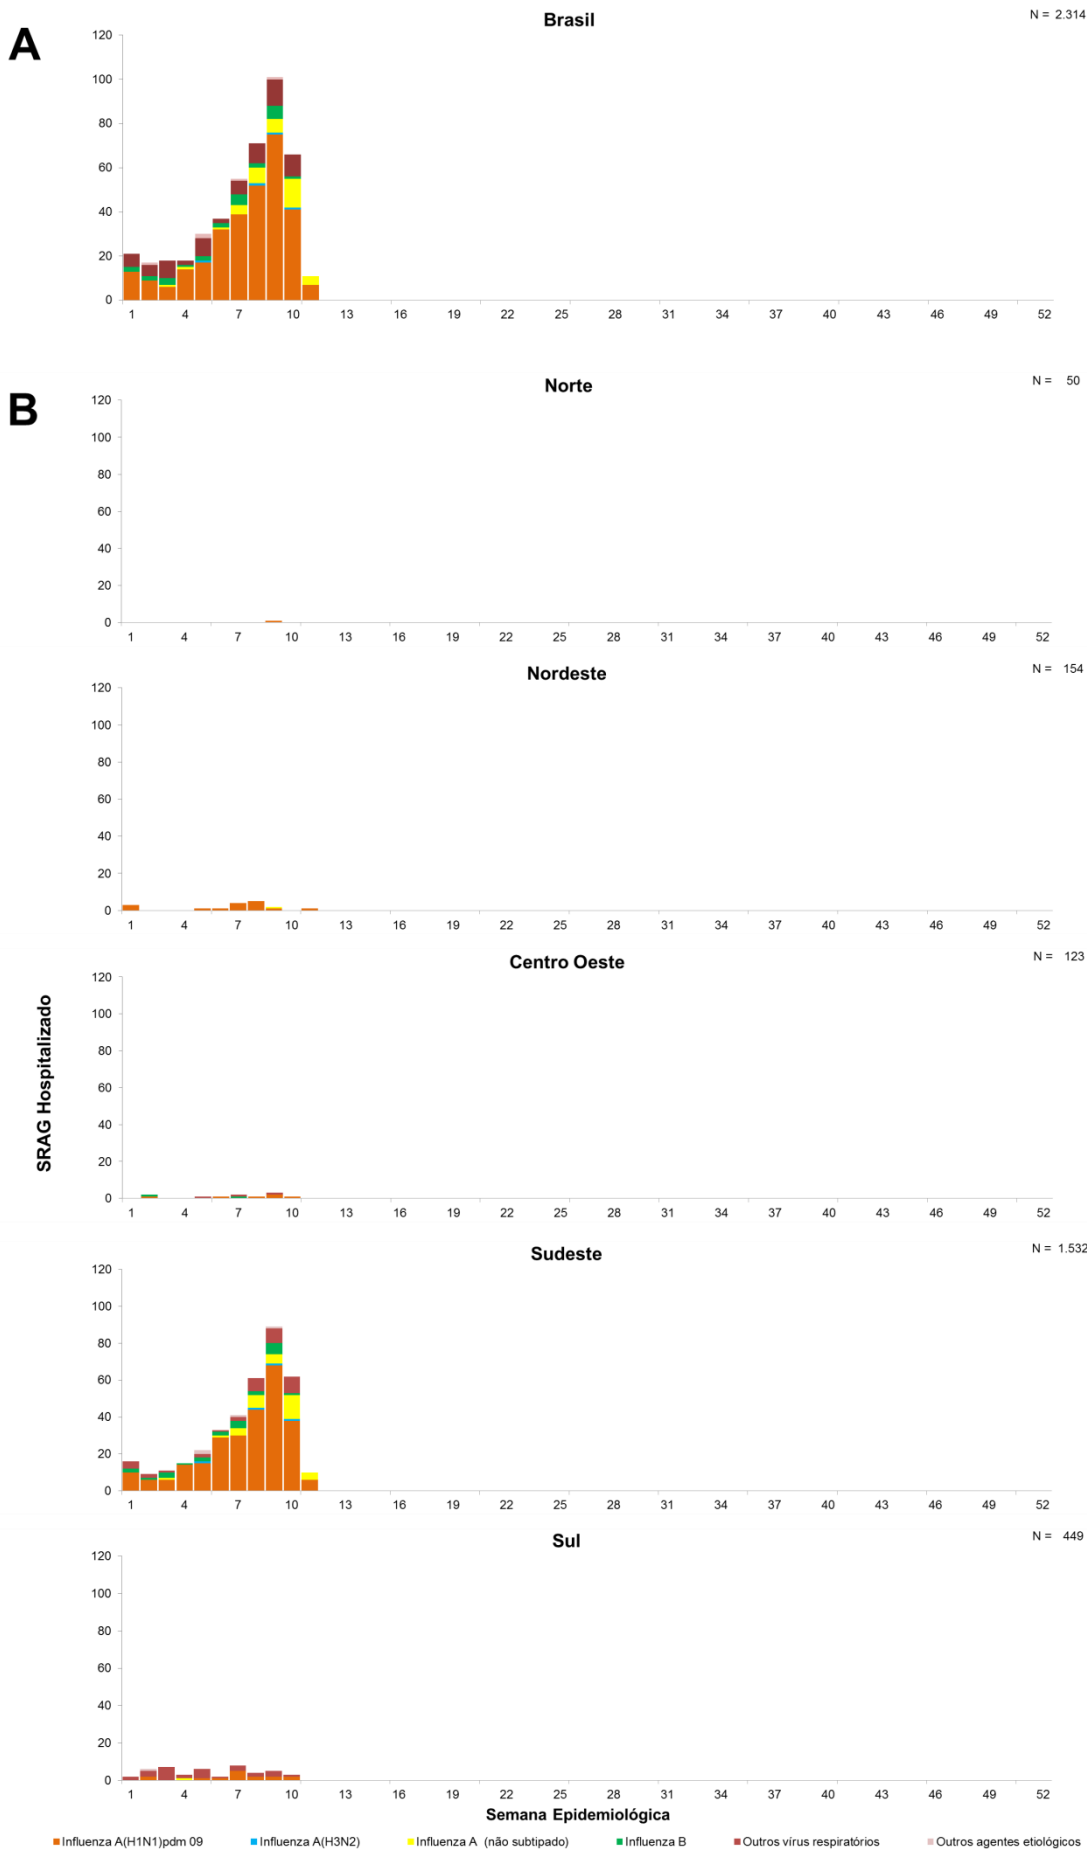 A
Brasil
N = 2.314
120
100
80
60
40
20
0
1 4 7 10 13 16 19 22 25 28 31 34 37 40 43 46 49 52
B
Norte
N = 50
120
100
80
60
40
20
0
1 4 7 10 13 16 19 22 25 28 31 34 37 40 43 46 49 52
Nordeste
N = 154
120
100
80
60
40
20
0
1 4 7 10 13 16 19 22 25 28 31 34 37 40 43 46 49 52
SRAG Hospitalizado
Centro Oeste
N = 123
120
100
80
60
40
20
0
1 4 7 10 13 16 19 22 25 28 31 34 37 40 43 46 49 52
Sudeste
N = 1.532
120
100
80
60
40
20
0
1 4 7 10 13 16 19 22 25 28 31 34 37 40 43 46 49 52
Sul
N = 449
120
100
80
60
40
20
0
1 4 7 10 13 16 19 22 25 28 31 34 37 40 43 46 49 52
Semana Epidemiológica
Influenza A(H1N1)pdm 09 Influenza A(H3N2) Influenza A (não subtipado) Influenza B Outros vírus respiratórios Outros agentes etiológicos